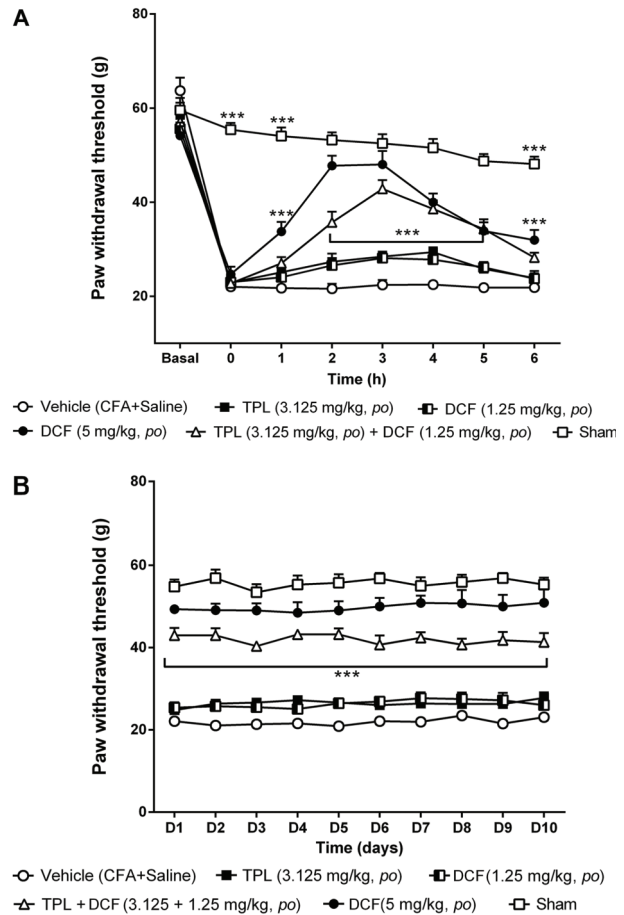 A
Paw withdrawal threshold (g)
80
60
40
20
***
***
***
***
***
***
Basal 0 1 2 3 4 5 6
Time (h)
Vehicle (CFA+Saline) TPL (3.125 mg/kg, po) DCF (1.25 mg/kg, po)
DCF (5 mg/kg, po) TPL (3.125 mg/kg, po) + DCF (1.25 mg/kg, po) Sham
B
Paw withdrawal threshold (g)
80
60
40
20
0
***
D1 D2 D3 D4 D5 D6 D7 D8 D9 D10
Time (days)
Vehicle (CFA+Saline) TPL (3.125 mg/kg, po) DCF(1.25 mg/kg, po)
TPL + DCF (3.125 + 1.25 mg/kg, po) DCF(5 mg/kg, po) Sham